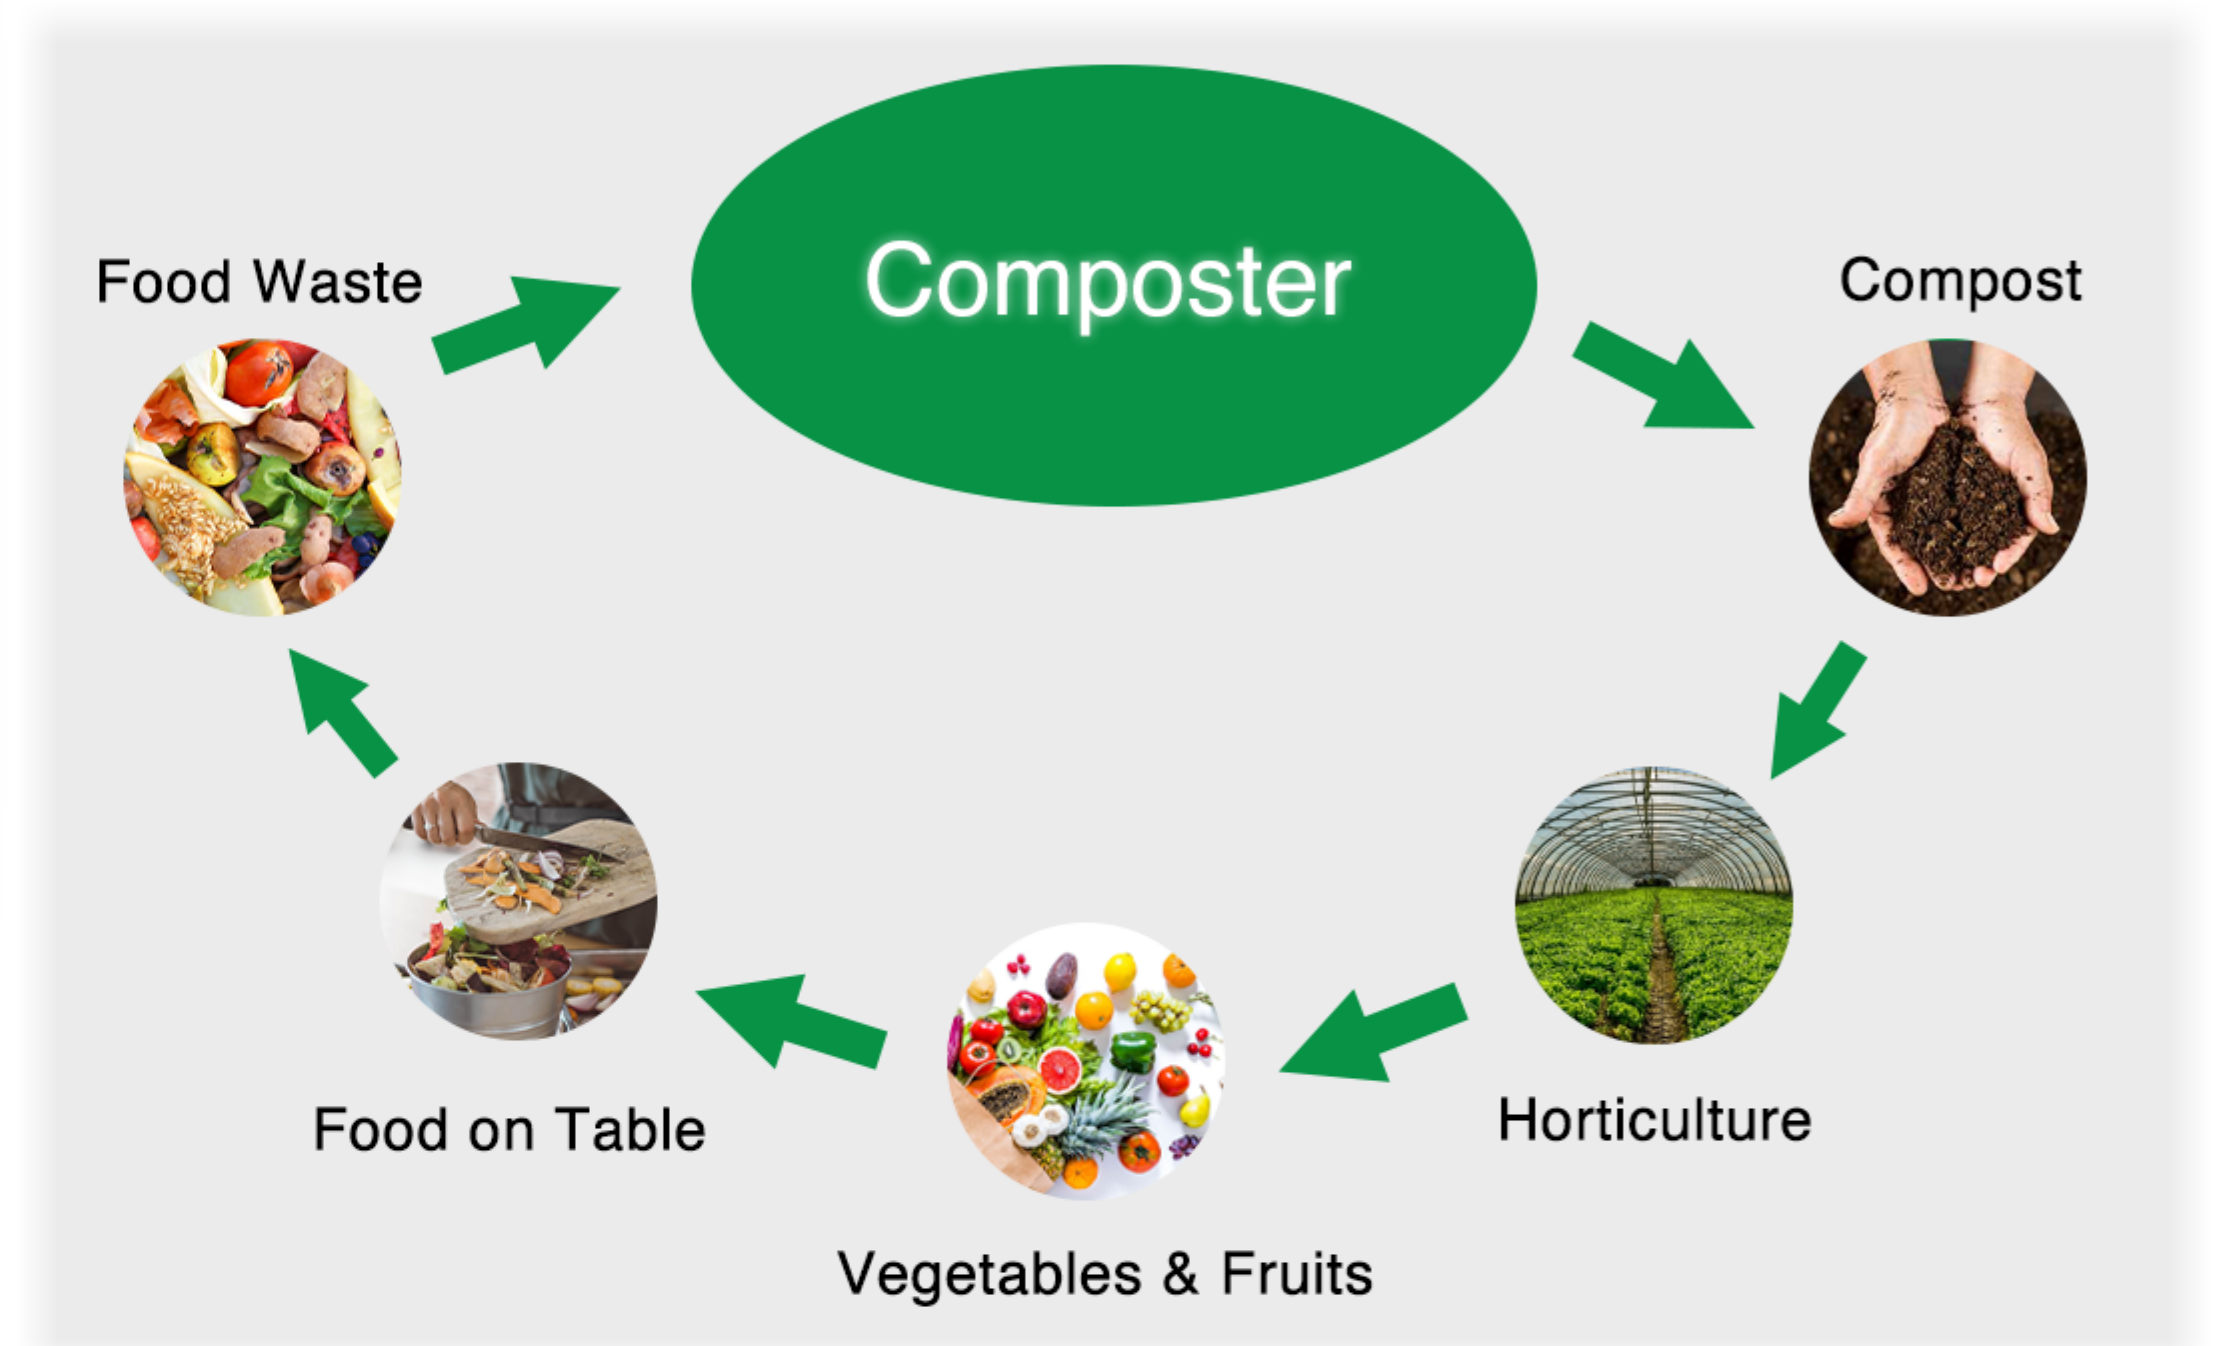 Composter
Food Waste
Compost
Food on Table
Horticulture
Vegetables & Fruits